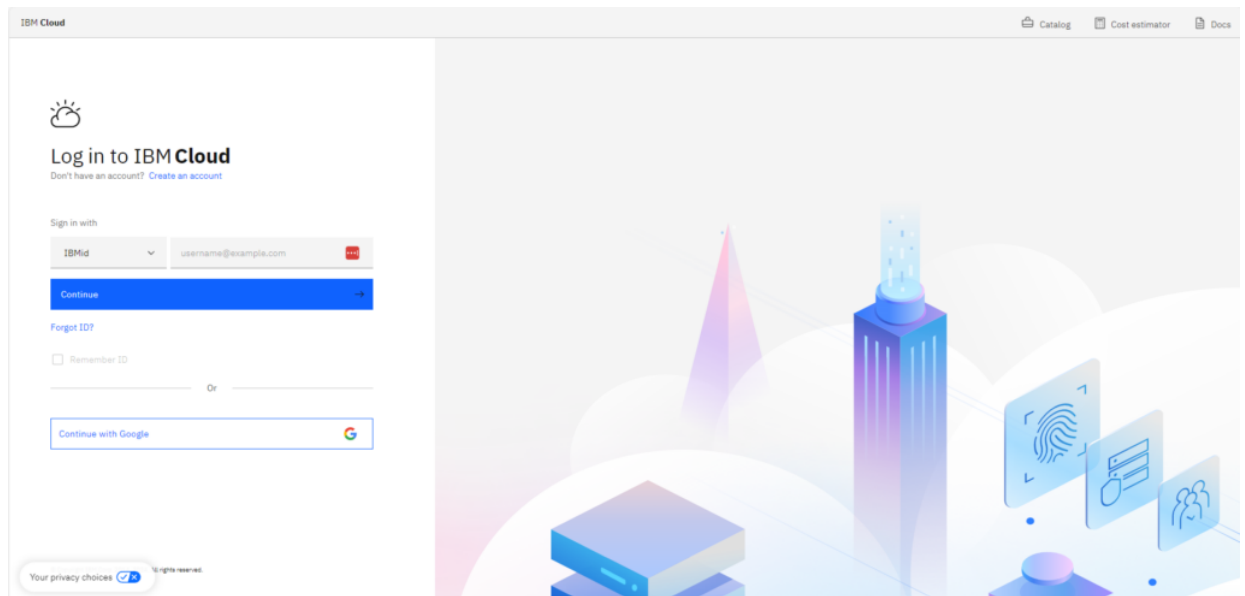 IBM Cloud
Catalog
Cost estimator
Docs
Log in to IBM Cloud
Don't have an account? Create an account
Sign in with
IBMid
username@example.com
Continue
Forgot ID?
Remember ID
Or
Continue with Google
Your privacy choices
rights reserved.